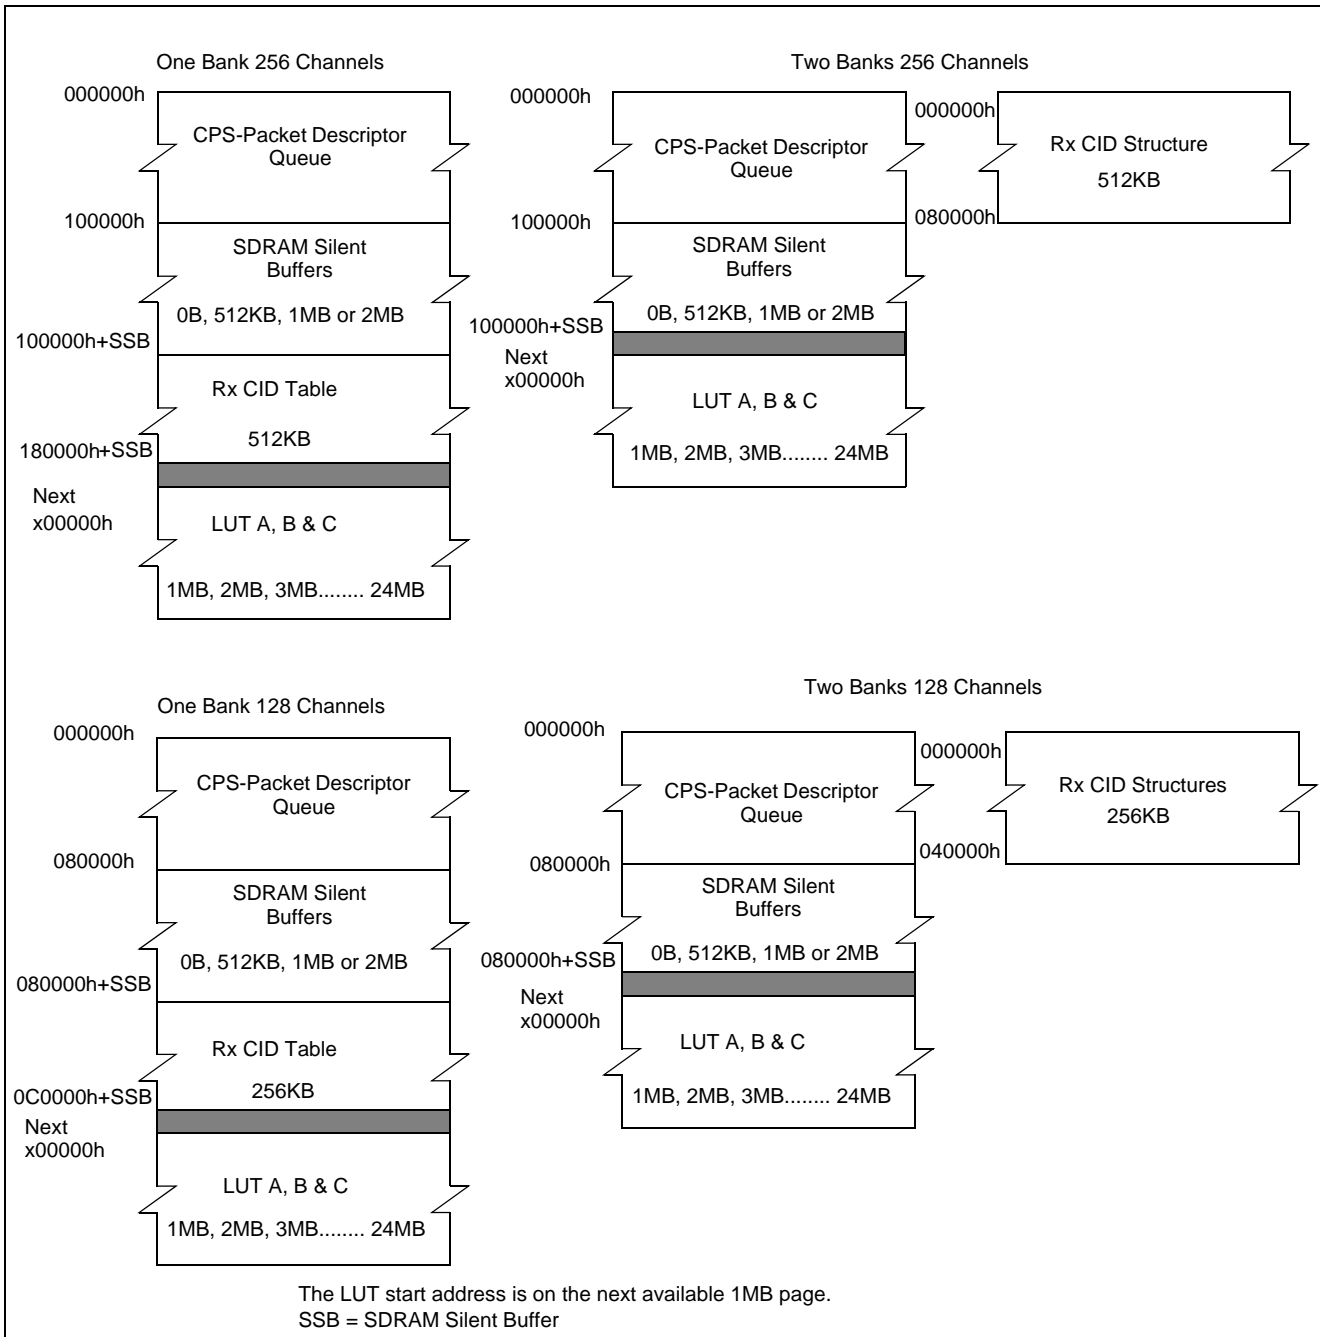 One Bank 256 Channels
000000h
CPS-Packet Descriptor
Queue
100000h
SDRAM Silent
Buffers
0B, 512KB, 1MB or 2MB
100000h+SSB
Rx CID Table
512KB
180000h+SSB
Next
x00000h
LUT A, B & C
1MB, 2MB, 3MB........ 24MB
Two Banks 256 Channels
000000h
CPS-Packet Descriptor
Queue
100000h
SDRAM Silent
Buffers
0B, 512KB, 1MB or 2MB
100000h+SSB
Next
x00000h
LUT A, B & C
1MB, 2MB, 3MB........ 24MB
000000h
Rx CID Structure
512KB
080000h
One Bank 128 Channels
000000h
CPS-Packet Descriptor
Queue
080000h
SDRAM Silent
Buffers
0B, 512KB, 1MB or 2MB
080000h+SSB
Rx CID Table
256KB
0C0000h+SSB
Next
x00000h
LUT A, B & C
1MB, 2MB, 3MB........ 24MB
Two Banks 128 Channels
000000h
CPS-Packet Descriptor
Queue
080000h
SDRAM Silent
Buffers
0B, 512KB, 1MB or 2MB
080000h+SSB
Next
x00000h
LUT A, B & C
1MB, 2MB, 3MB........ 24MB
000000h
Rx CID Structures
256KB
040000h
The LUT start address is on the next available 1MB page.
SSB = SDRAM Silent Buffer